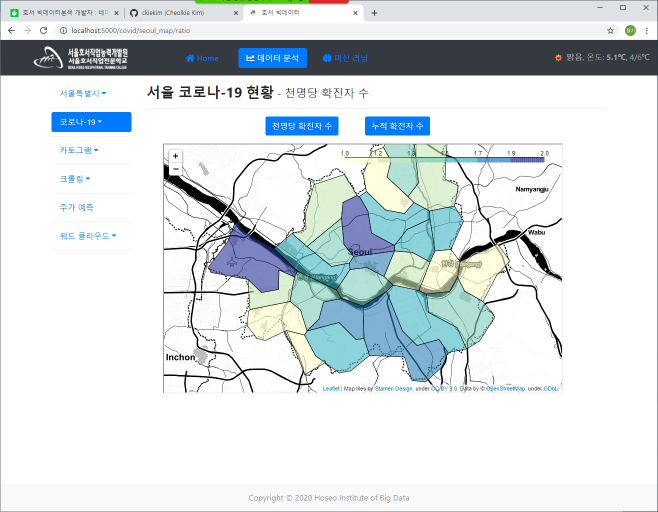 호서 빅데이터분석 개발자 : 네이
ckiekim (Cheolkie Kim)
호서 빅데이터
localhost:5000/covid/seoul_map/ratio
서울호서직업능력개발원
서울호서직업전문학교
Home
데이터 분석
머신 러닝
맑음, 온도: 5.1℃, 4/6℃
서울특별시
코로나-19
카토그램
크롤링
주가 예측
워드 클라우드
서울 코로나-19 현황 - 천명당 확진자 수
천명당 확진자 수
누적 확진자 수
+
−
1.0 1.2 1.3 1.5 1.7 1.9 2.0
Namyangju
Wabu
Seoul
Inchon
Leaflet | Map tiles by Stamen Design, under CC BY 3.0. Data by © OpenStreetMap, under ODbL.
Copyright © 2020 Hoseo Institute of Big Data